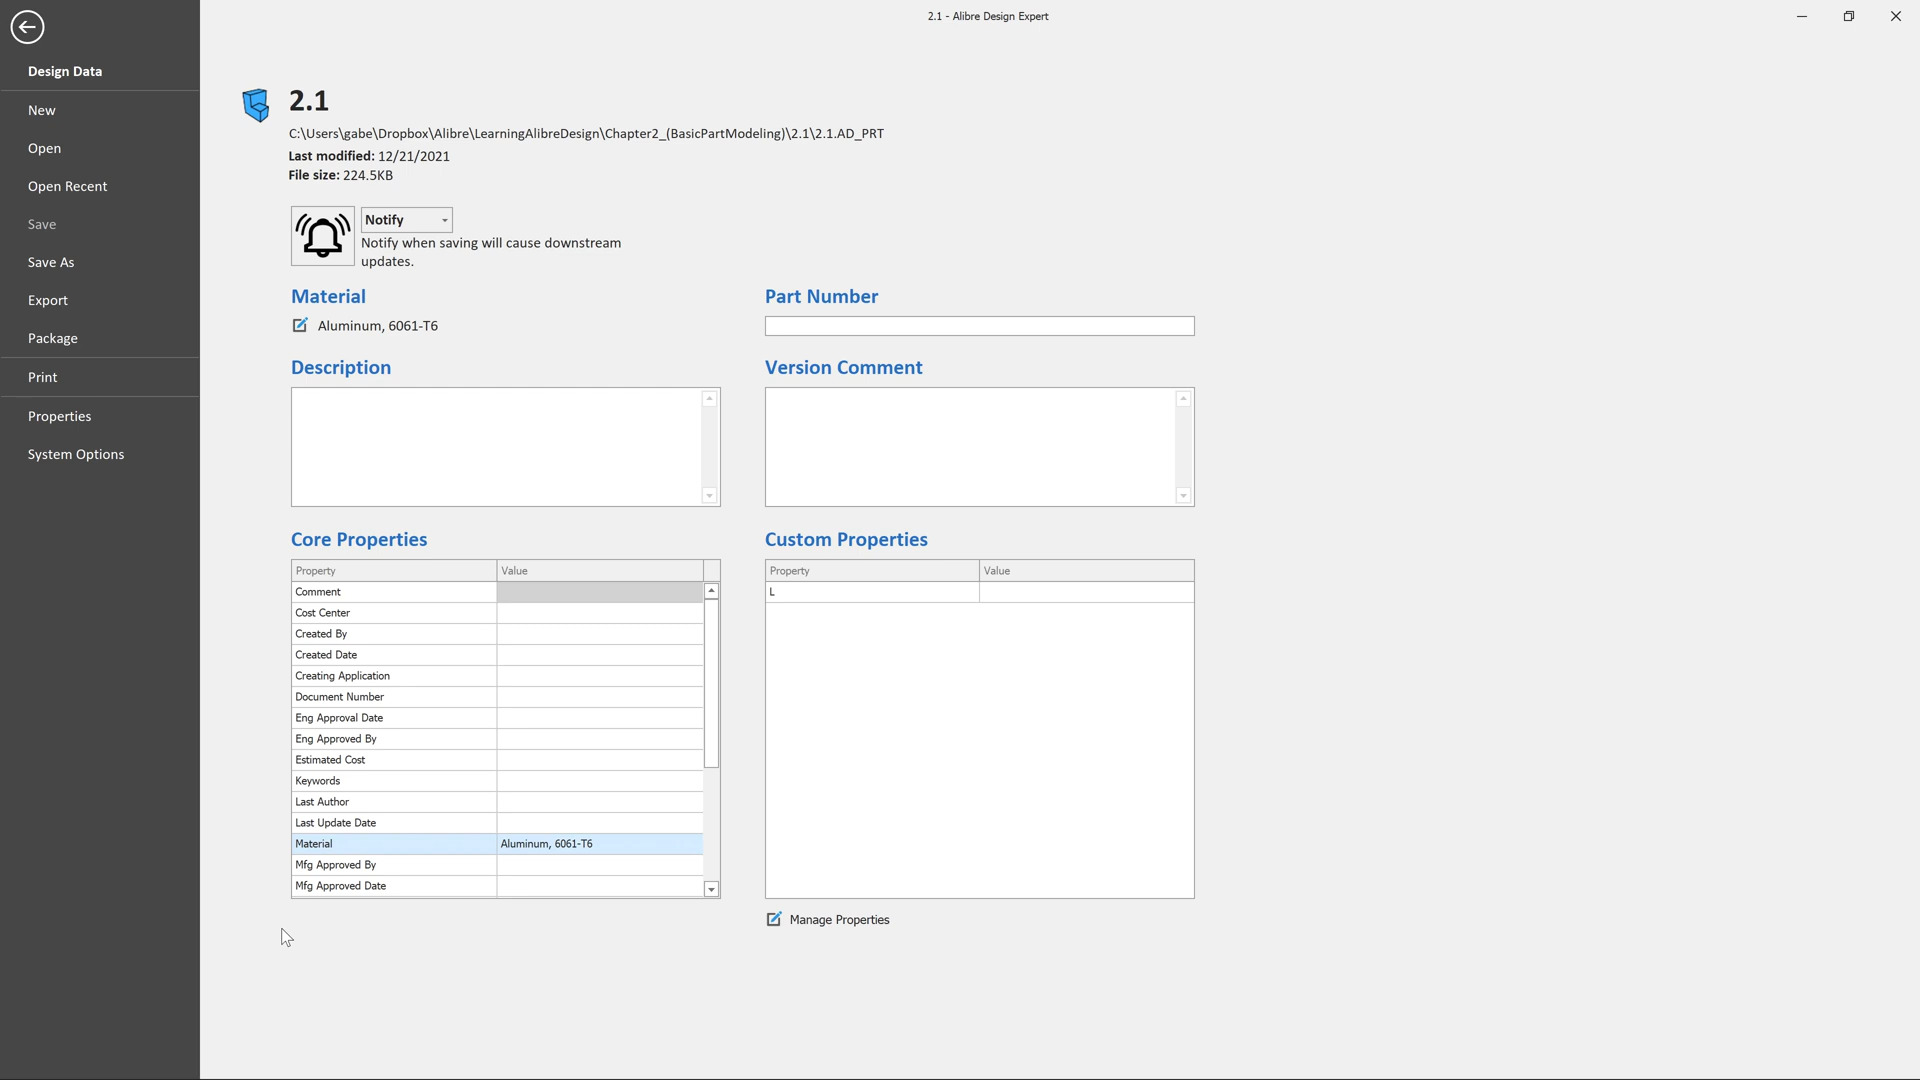 2.1 - Alibre Design Expert
Design Data
New
Open
Open Recent
Save
Save As
Export
Package
Print
Properties
System Options
2.1
C:\Users\gabe\Dropbox\Alibre\LearningAlibreDesign\Chapter2_(BasicPartModeling)\2.1\2.1.AD_PRT
Last modified: 12/21/2021
File size: 224.5KB
Notify
Notify when saving will cause downstream
updates.
Material
Aluminum, 6061-T6
Part Number
Description
Version Comment
Core Properties
Property Value
Comment
Cost Center
Created By
Created Date
Creating Application
Document Number
Eng Approval Date
Eng Approved By
Estimated Cost
Keywords
Last Author
Last Update Date
Material Aluminum, 6061-T6
Mfg Approved By
Mfg Approved Date
Custom Properties
Property Value
L
Manage Properties